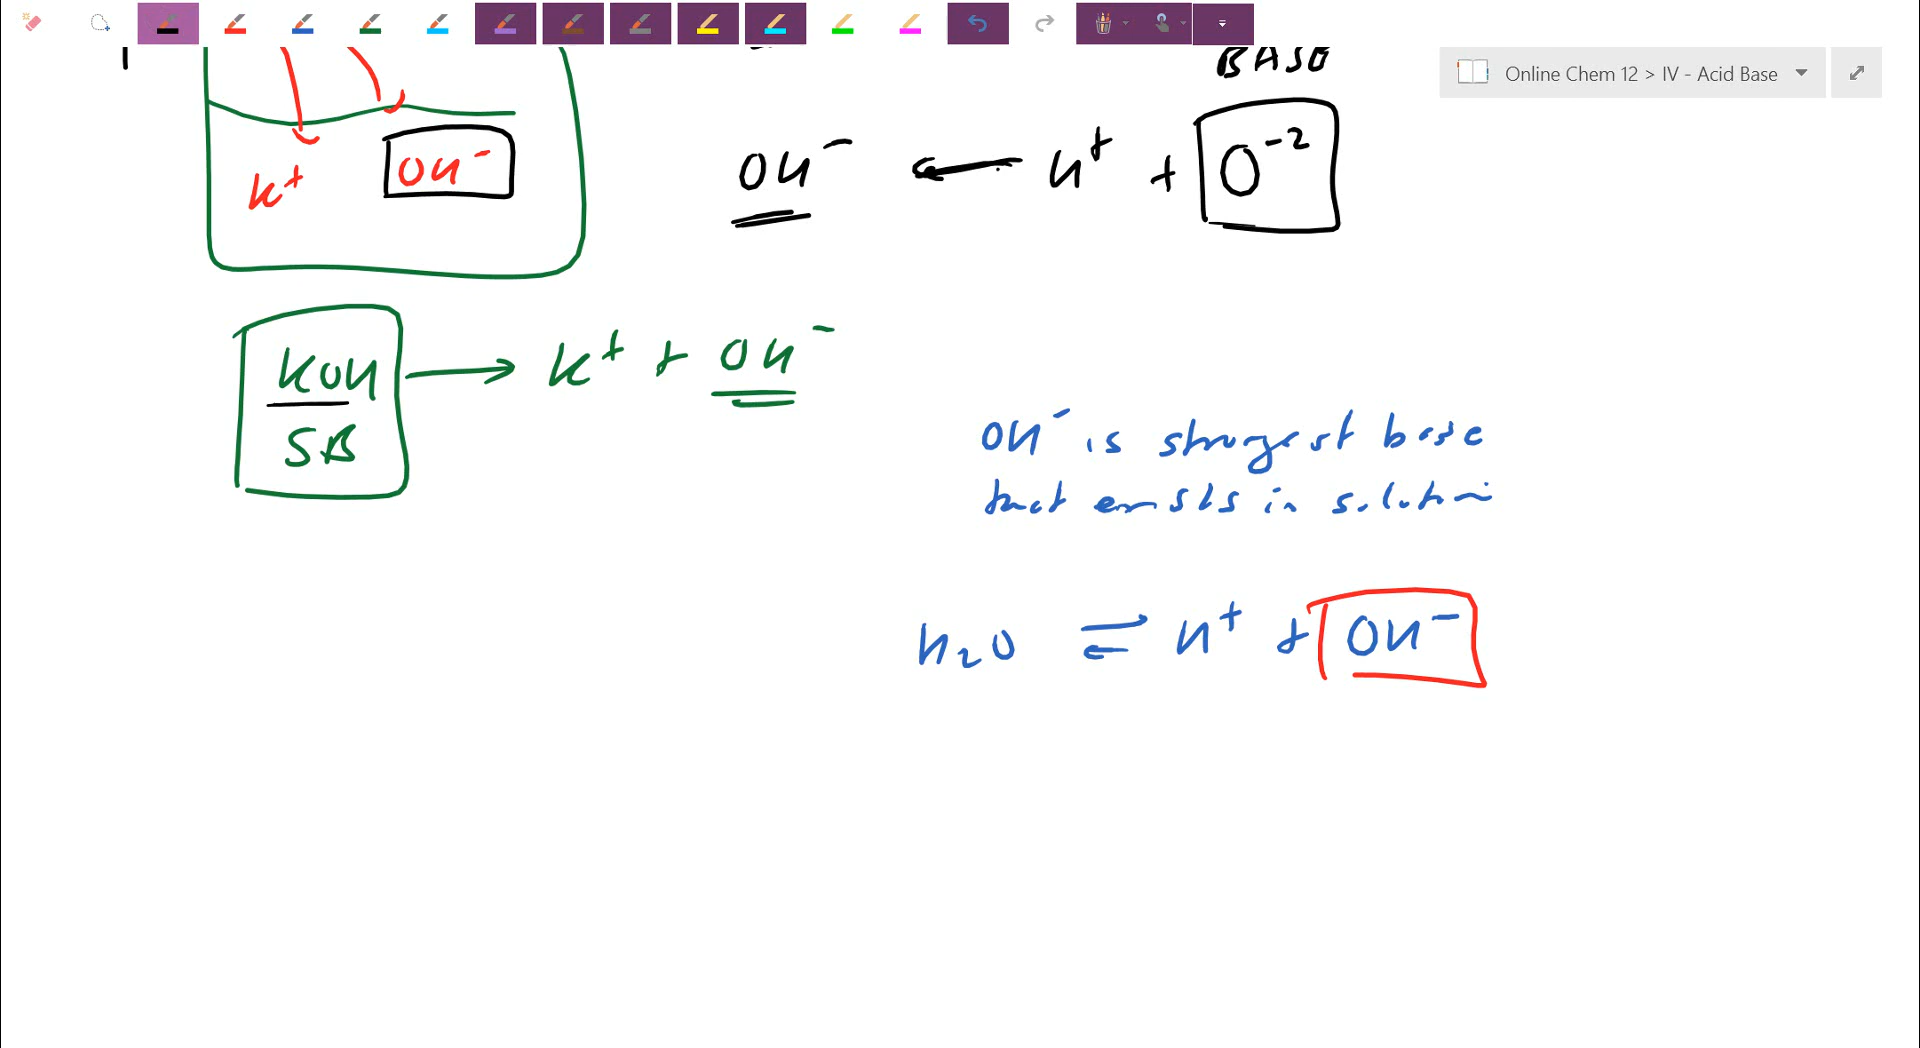 Online Chem 12 > IV - Acid Base
BASE
K⁺ OH⁻
OH⁻ ← H⁺ + O⁻²
KOH → K⁺ + OH⁻
SB
OH⁻ is strongest base
that exists in solution
H₂O ⇌ H⁺ + OH⁻